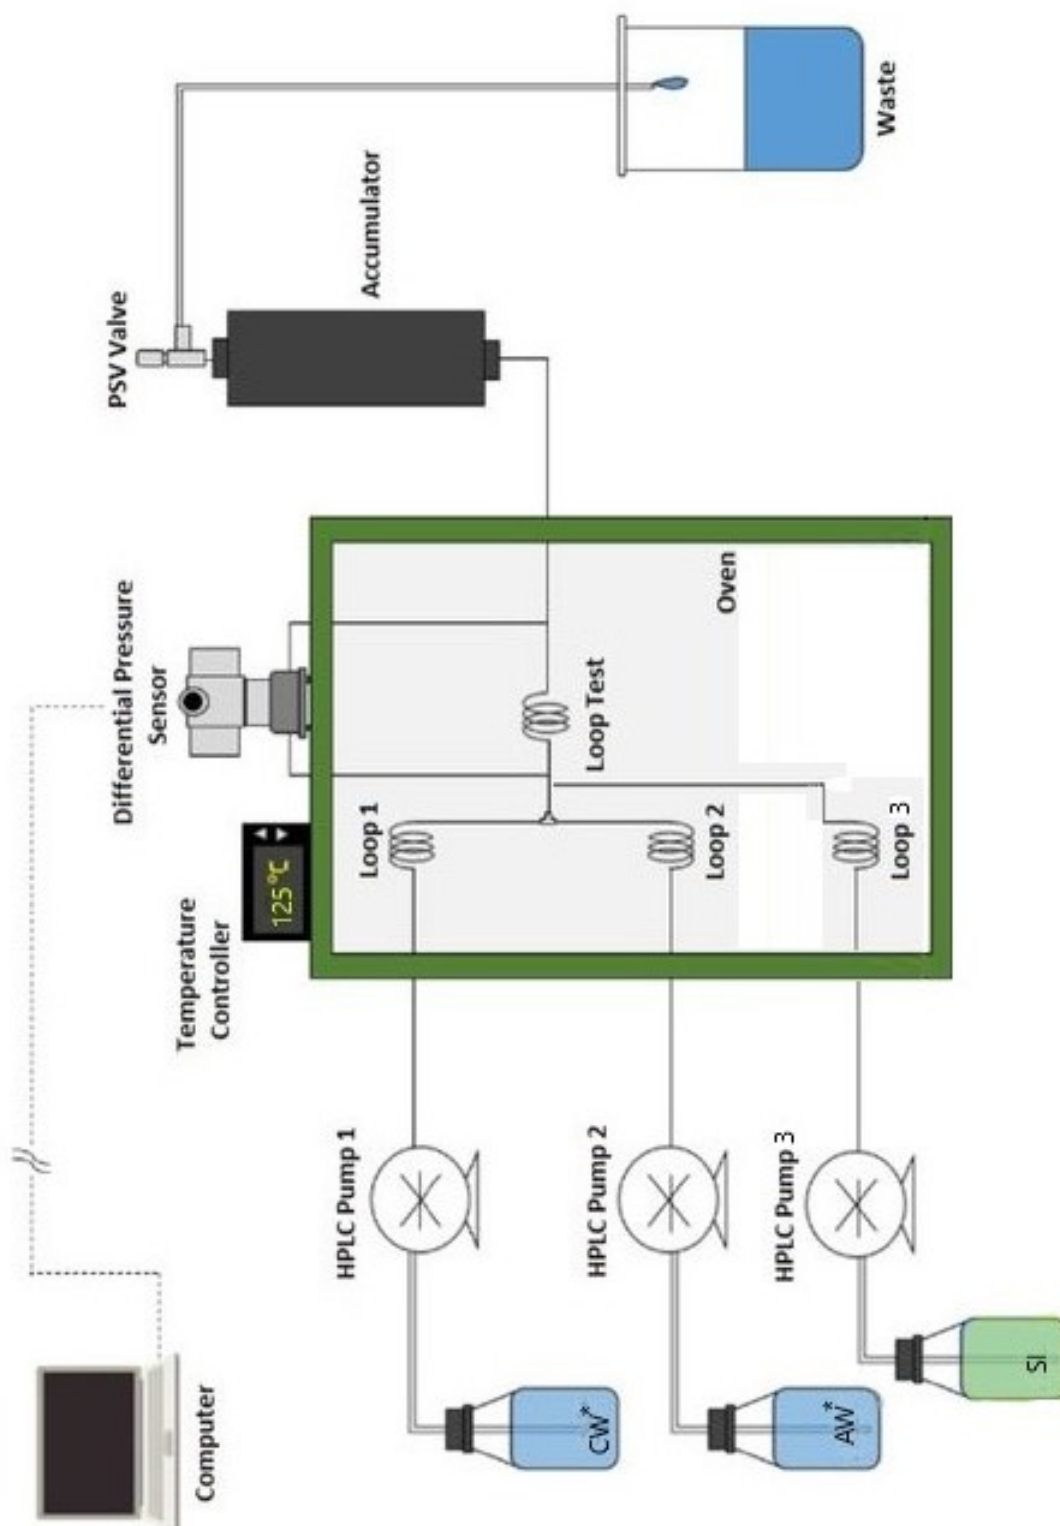 Computer
Differential Pressure
Sensor
Temperature
Controller
125°C
PSV Valve
Accumulator
Waste
HPLC Pump 1
HPLC Pump 2
HPLC Pump 3
Loop 1
Loop 2
Loop 3
Loop Test
Oven
CW*
AW*
SI